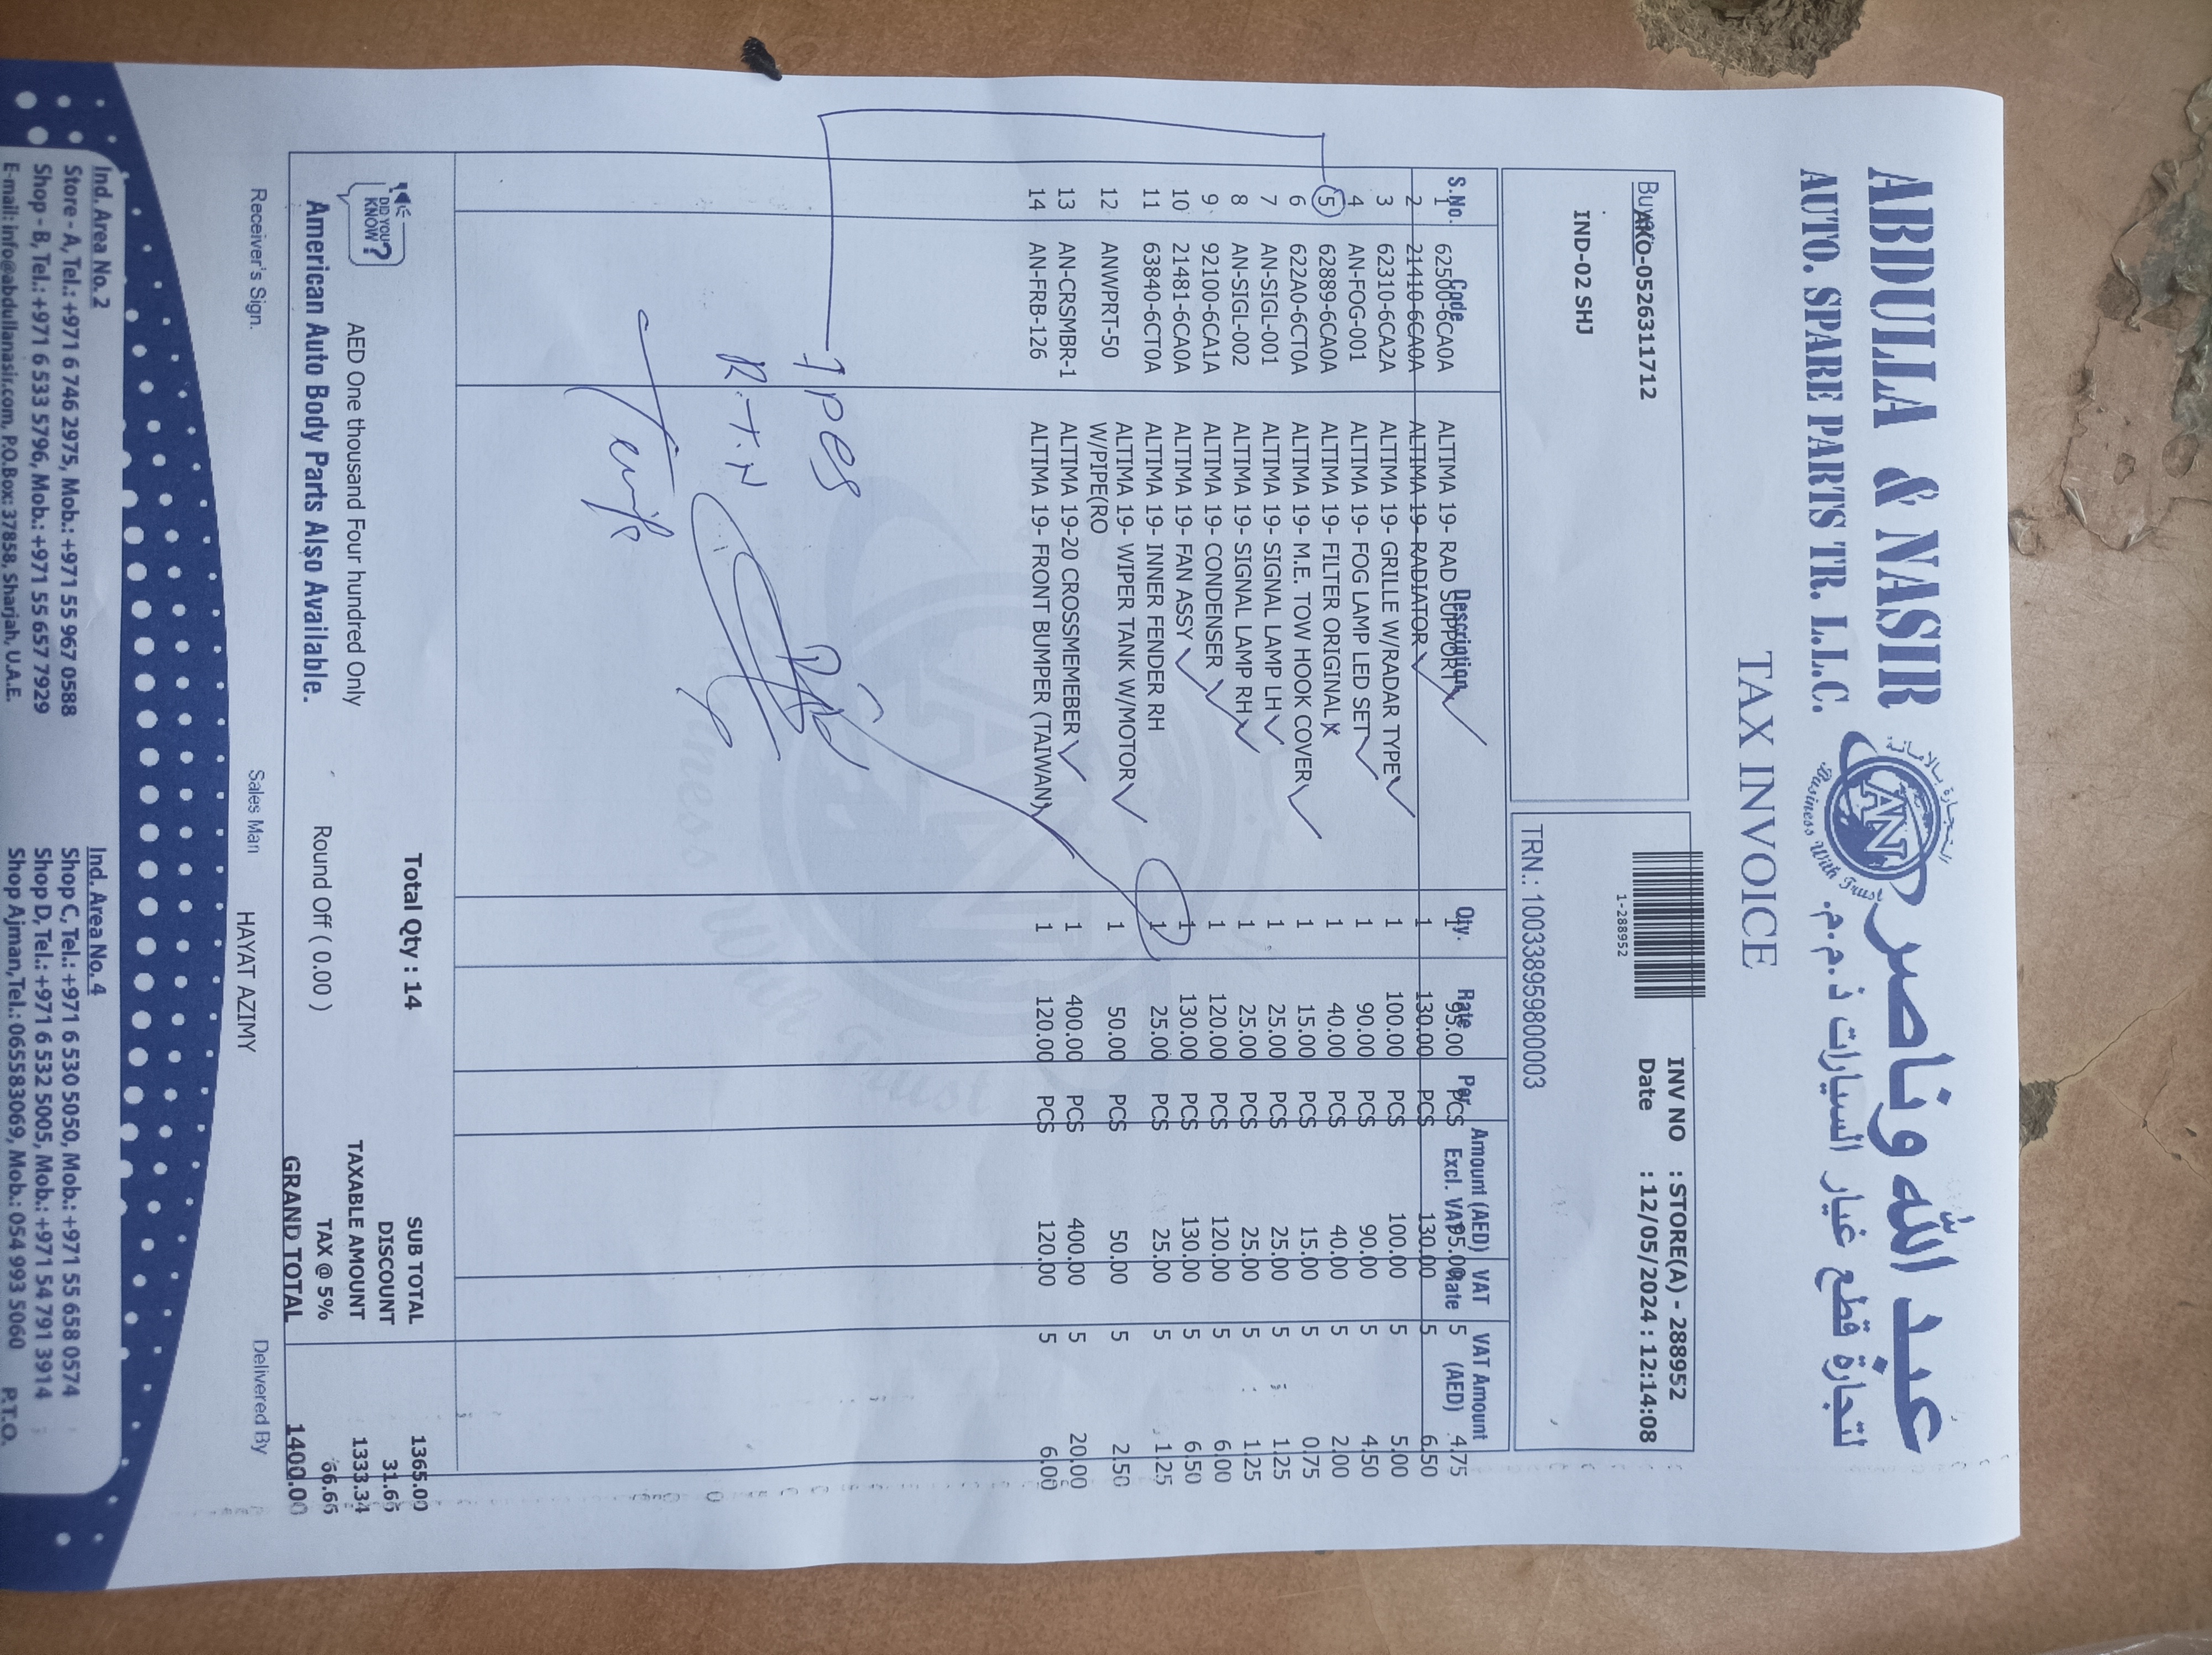 ABDULLA & NASIR عبد الله وناصر
AUTO. SPARE PARTS TR. L.L.C. لتجارة قطع غيار السيارات ذ.م.م.
التجارة بالأمانة
AN
Business With Trust
TAX INVOICE
Buyer AKO-0526311712
IND-02 SHJ
1-288952
INV NO : STORE(A) - 288952
Date : 12/05/2024 : 12:14:08
TRN.: 100338959800003
S.No. Code Description Qty. Rate Per Amount (AED) Excl. VAT VAT Rate VAT Amount (AED)
1 62500-6CA0A ALTIMA 19- RAD SUPPORT 1 95.00 PCS 95.00 5 4.75
2 21410-6CA0A ALTIMA 19- RADIATOR 1 130.00 PCS 130.00 5 6.50
3 62310-6CA2A ALTIMA 19- GRILLE W/RADAR TYPE 1 100.00 PCS 100.00 5 5.00
4 AN-FOG-001 ALTIMA 19- FOG LAMP LED SET 1 90.00 PCS 90.00 5 4.50
5 62889-6CA0A ALTIMA 19- FILTER ORIGINAL X 1 40.00 PCS 40.00 5 2.00
6 622A0-6CT0A ALTIMA 19- M.E. TOW HOOK COVER 1 15.00 PCS 15.00 5 0.75
7 AN-SIGL-001 ALTIMA 19- SIGNAL LAMP LH 1 25.00 PCS 25.00 5 1.25
8 AN-SIGL-002 ALTIMA 19- SIGNAL LAMP RH 1 25.00 PCS 25.00 5 1.25
9 92100-6CA1A ALTIMA 19- CONDENSER 1 120.00 PCS 120.00 5 6.00
10 21481-6CA0A ALTIMA 19- FAN ASSY 1 130.00 PCS 130.00 5 6.50
11 63840-6CT0A ALTIMA 19- INNER FENDER RH 1 25.00 PCS 25.00 5 1.25
12 ANWPRT-50 ALTIMA 19- WIPER TANK W/MOTOR 1 50.00 PCS 50.00 5 2.50
W/PIPE(RO
13 AN-CRSMBR-1 ALTIMA 19-20 CROSSMEMEBER 1 400.00 PCS 400.00 5 20.00
14 AN-FRB-126 ALTIMA 19- FRONT BUMPER (TAIWAN) 1 120.00 PCS 120.00 5 6.00
1 PCS
R.T.N
Total Qty : 14
SUB TOTAL 1365.00
DISCOUNT 31.66
DID YOU KNOW?
AED One thousand Four hundred Only
TAXABLE AMOUNT 1333.34
American Auto Body Parts Also Available.
Round Off ( 0.00 )
TAX @ 5% 66.66
GRAND TOTAL 1400.00
Receiver's Sign. Sales Man HAYAT AZIMY Delivered By
Ind. Area No. 2
Store - A, Tel.: +971 6 746 2975, Mob.: +971 55 967 0588
Shop - B, Tel.: +971 6 533 5796, Mob.: +971 55 657 7929
E-mail: info@abdullanasir.com, P.O.Box: 37858, Sharjah, U.A.E.
Ind. Area No. 4
Shop C, Tel.: +971 6 530 5050, Mob.: +971 55 658 0574
Shop D, Tel.: +971 6 532 5005, Mob.: +971 54 791 3914
Shop Ajman, Tel.: 065583069, Mob.: 054 993 5060
P.T.O.